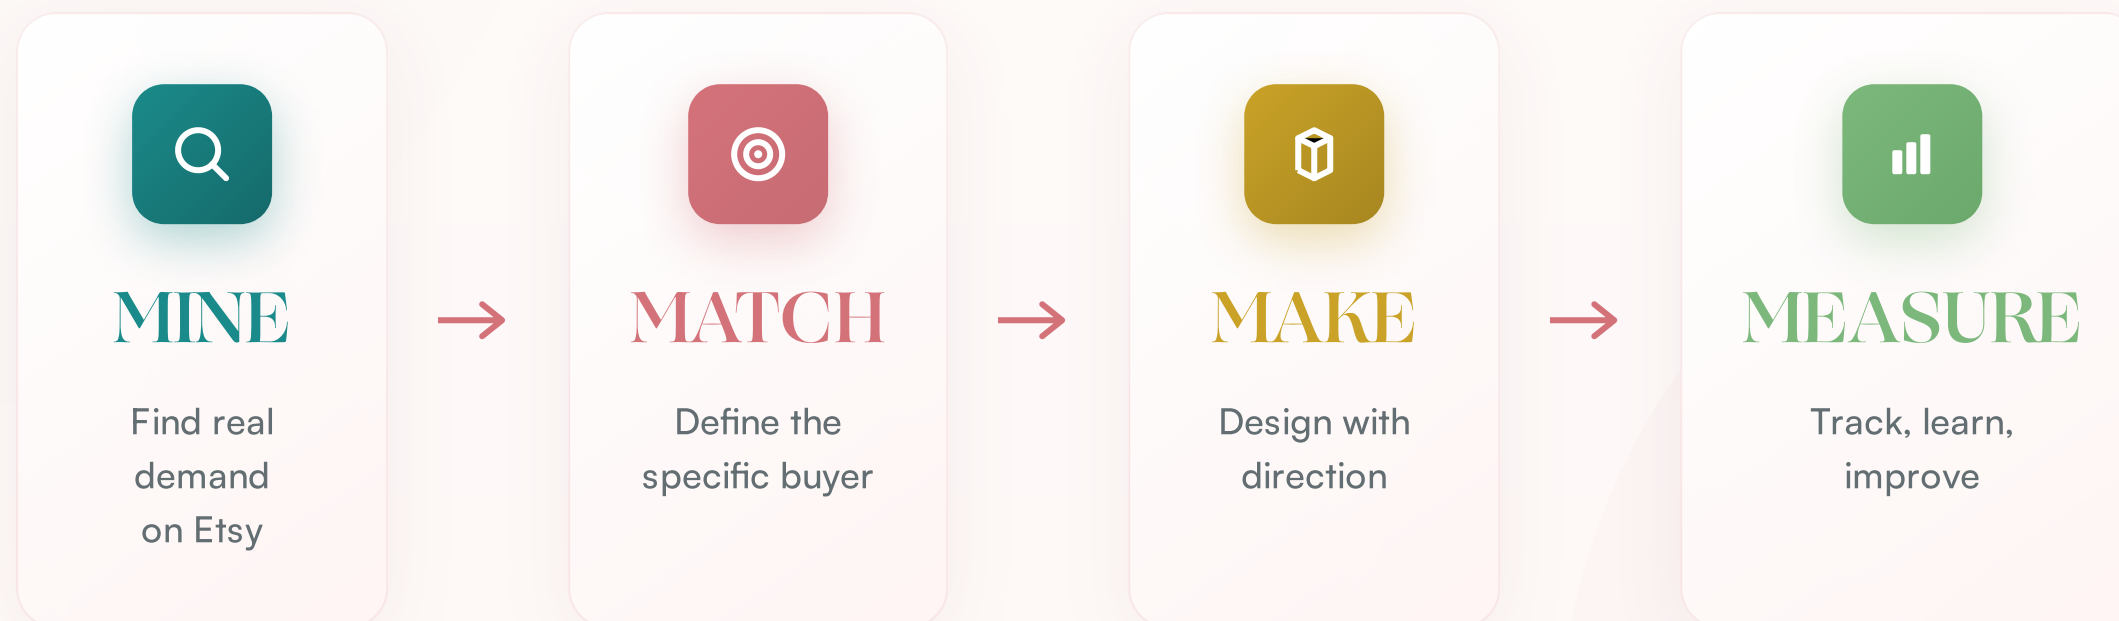 MINE
Find real
demand
on Etsy
MATCH
Define the
specific buyer
MAKE
Design with
direction
MEASURE
Track, learn,
improve